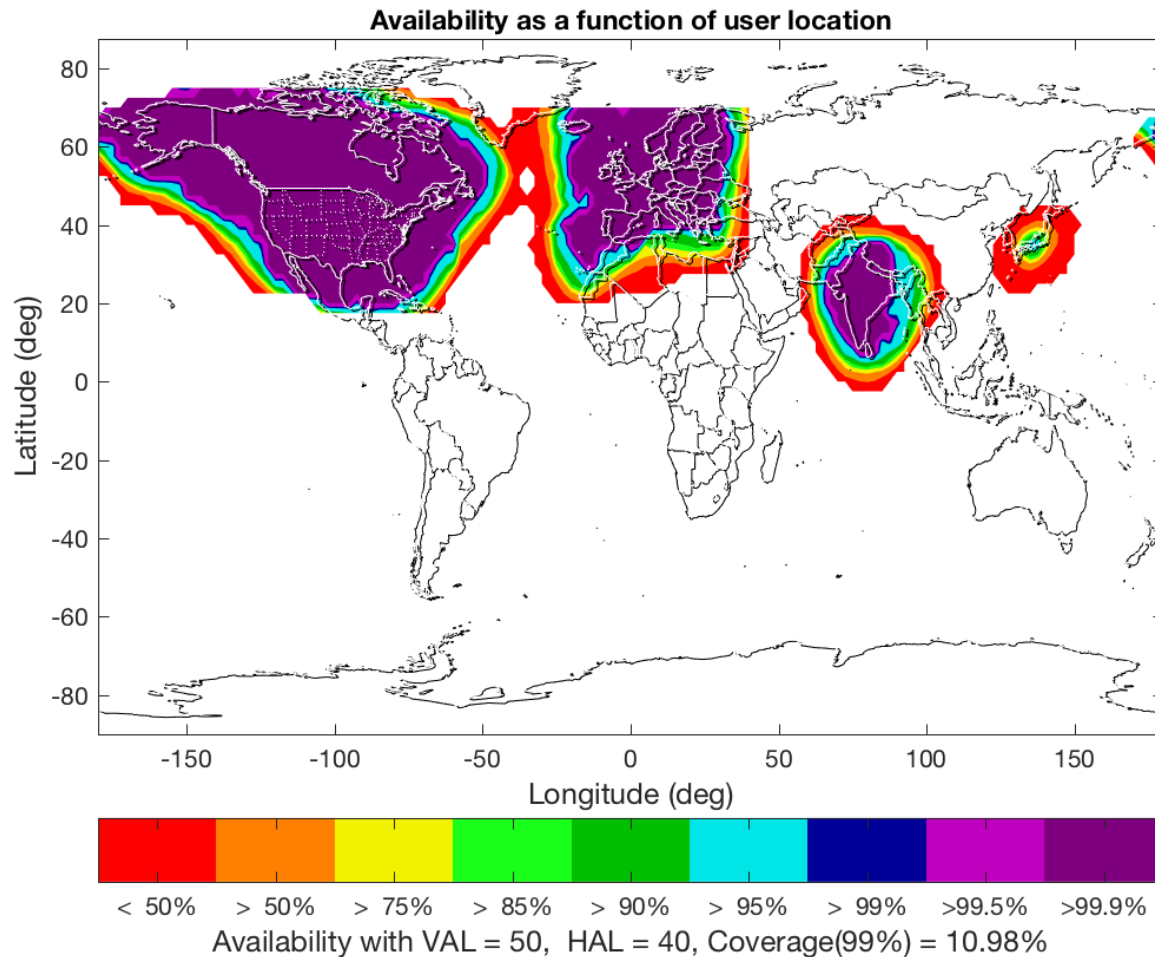 Availability as a function of user location
80
60
40
20
0
-20
-40
-60
-80
Latitude (deg)
-150 -100 -50 0 50 100 150
Longitude (deg)
< 50% > 50% > 75% > 85% > 90% > 95% > 99% >99.5% >99.9%
Availability with VAL = 50, HAL = 40, Coverage(99%) = 10.98%